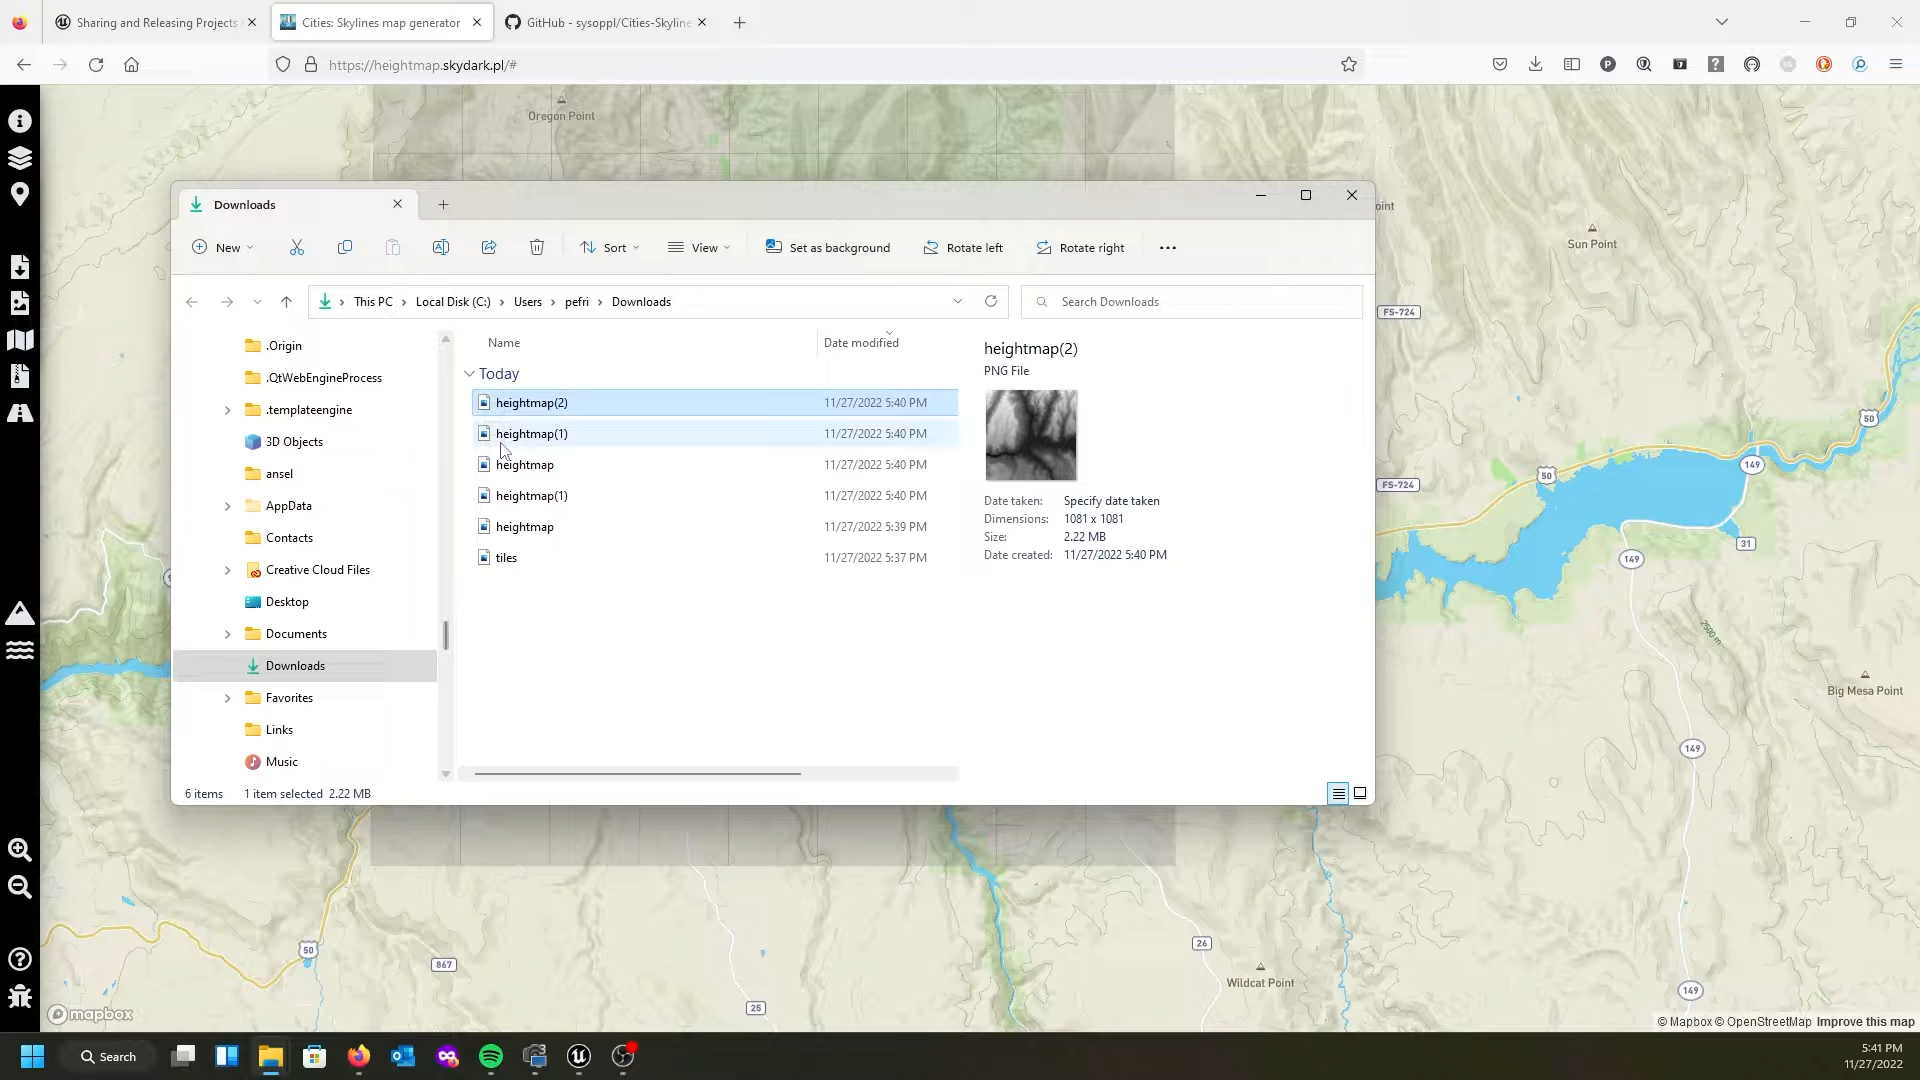 Sharing and Releasing Projects
Cities: Skylines map generator
GitHub - sysoppl/Cities-Skyline
https://heightmap.skydark.pl/#
Oregon Point
oint
Sun Point
Downloads
New
Sort
View
Set as background
Rotate left
Rotate right
This PC
Local Disk (C:)
Users
pefri
Downloads
Search Downloads
FS-724
.Origin
.QtWebEngineProcess
.templateengine
3D Objects
ansel
AppData
Contacts
Creative Cloud Files
Desktop
Documents
Downloads
Favorites
Links
Music
Name
Date modified
Today
heightmap(2) 11/27/2022 5:40 PM
heightmap(1) 11/27/2022 5:40 PM
heightmap 11/27/2022 5:40 PM
heightmap(1) 11/27/2022 5:40 PM
heightmap 11/27/2022 5:39 PM
tiles 11/27/2022 5:37 PM
heightmap(2)
PNG File
Date taken: Specify date taken
Dimensions: 1081 x 1081
Size: 2.22 MB
Date created: 11/27/2022 5:40 PM
6 items
1 item selected 2.22 MB
50
149
50
FS-724
31
149
2500 m
Big Mesa Point
149
50
867
26
Wildcat Point
149
25
mapbox
© Mapbox © OpenStreetMap Improve this map
Search
5:41 PM
11/27/2022